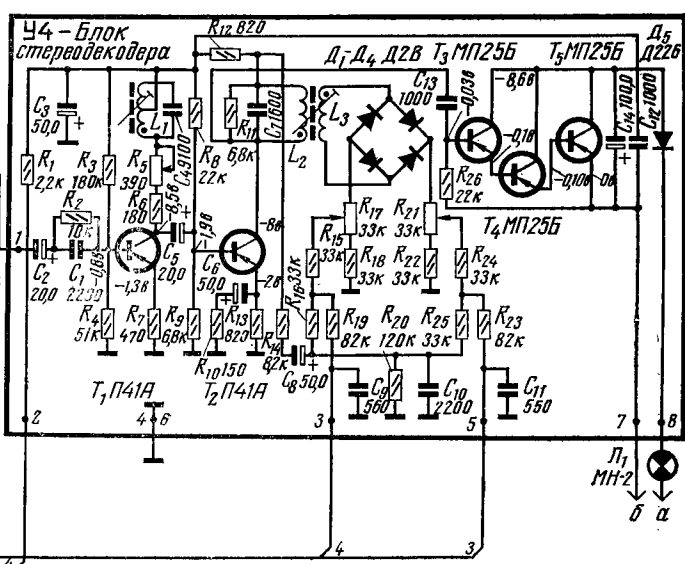 У4-Блок
стереодекодера
R12 820
Д1-Д4 Д2В
T3 МП25Б
T5 МП25Б
Д5
Д226
C3
50,0
L1
C4 9100
R11
6,8к
C7 1600
L2
L3
C13
1000
-0,03в
-8,6в
-0,1в
-0,10в
0в
C14 100,0
C12 1000
R1
2,2к
R3
180к
R5
390
R6
180
-8,5в
R8
22к
-1,9в
-8в
R26
22к
T4 МП25Б
R2
10к
-0,8в
-1,3в
1
C2
20,0
C1
2200
C5
20,0
C6
50,0
-2в
R15
33к
R17
33к
R21
33к
R18
33к
R22
33к
R24
33к
R4
51к
R7
470
R9
6,8к
R10 150
R13
820
R14
82к
R16 33к
R19
82к
R20
120к
R25
33к
R23
82к
C8 50,0
C9
560
C10
2200
C11
550
T1 П41А
T2 П41А
2
4
6
3
5
7
8
Л1
МН-2
б
а
4
3